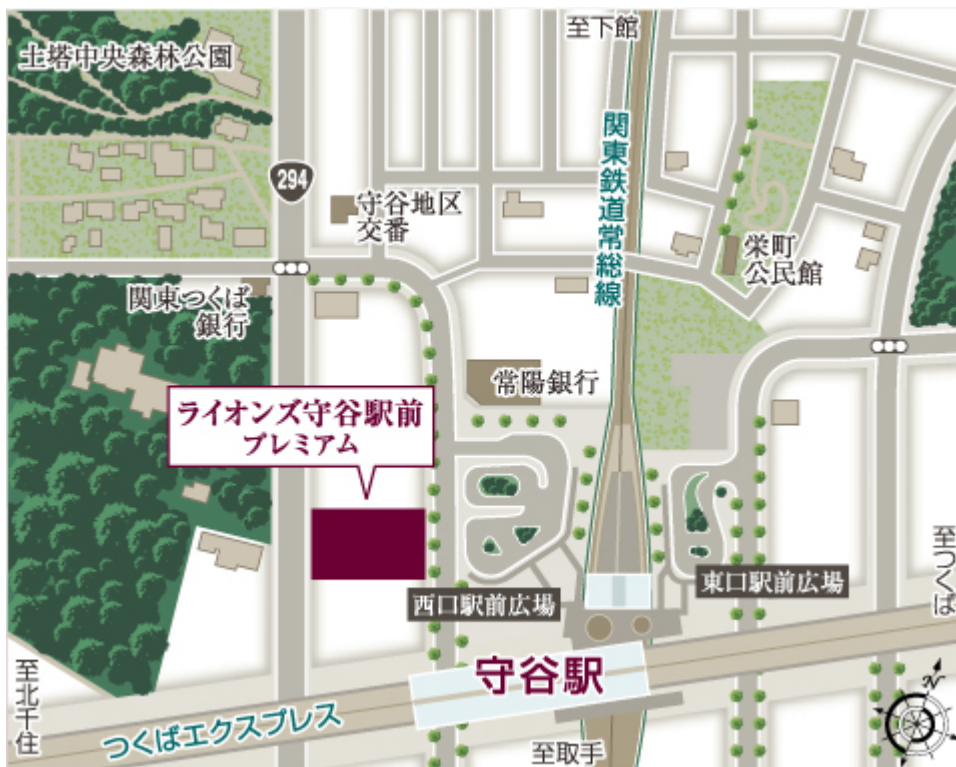 至下館
土塔中央森林公園
関東鉄道常総線
294
守谷地区
交番
栄町
公民館
関東つくば
銀行
常陽銀行
ライオンズ守谷駅前
プレミアム
至つくば
東口駅前広場
西口駅前広場
守谷駅
至北千住
つくばエクスプレス
至取手
N